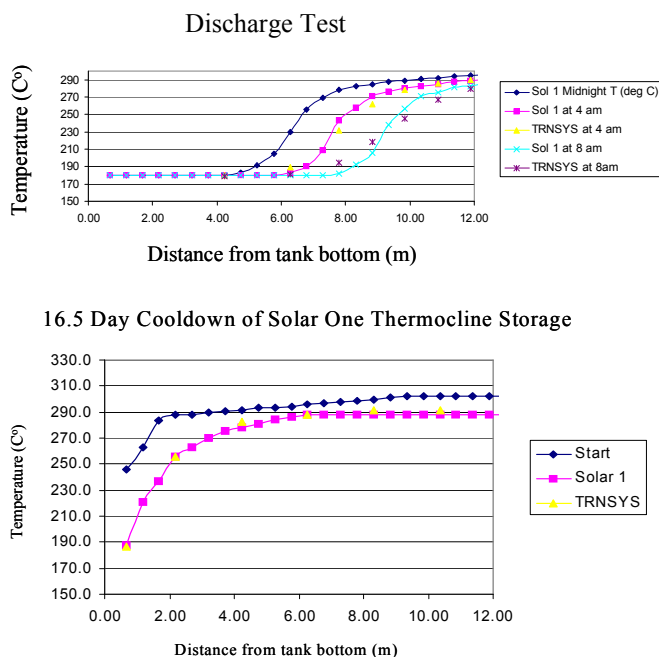 Discharge Test
Temperature (Cº)
290
270
250
230
210
190
170
150
0.00 2.00 4.00 6.00 8.00 10.00 12.00
Distance from tank bottom (m)
Sol 1 Midnight T (deg C)
Sol 1 at 4 am
TRNSYS at 4 am
Sol 1 at 8 am
TRNSYS at 8am
16.5 Day Cooldown of Solar One Thermocline Storage
Temperature (Cº)
330.0
310.0
290.0
270.0
250.0
230.0
210.0
190.0
170.0
150.0
0.00 2.00 4.00 6.00 8.00 10.00 12.00
Distance from tank bottom (m)
Start
Solar 1
TRNSYS